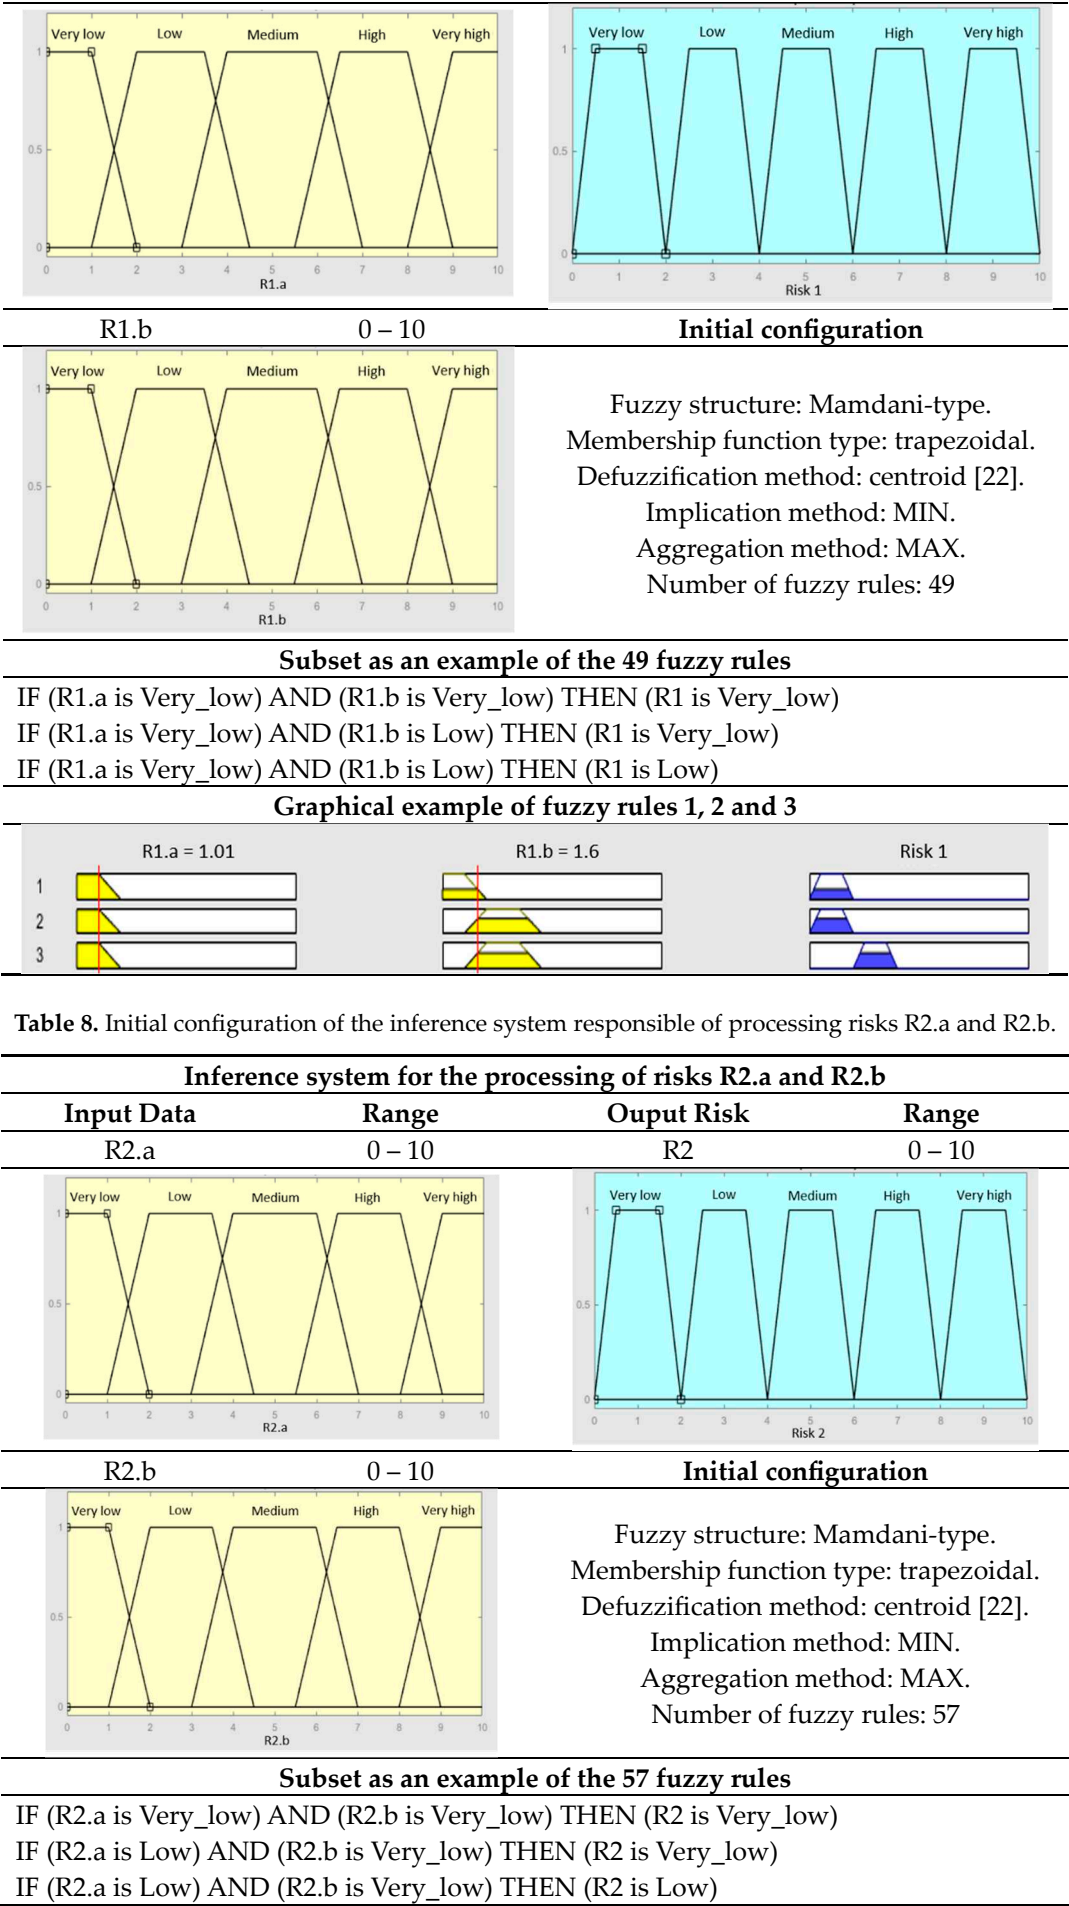 Very low Low Medium High Very high
1
0.5
0
0 1 2 3 4 5 6 7 8 9 10
R1.a
Very low Low Medium High Very high
1
0.5
0
0 1 2 3 4 5 6 7 8 9 10
Risk 1
R1.b 0 – 10 Initial configuration
Very low Low Medium High Very high
1
0.5
0
0 1 2 3 4 5 6 7 8 9 10
R1.b
Fuzzy structure: Mamdani-type.
Membership function type: trapezoidal.
Defuzzification method: centroid [22].
Implication method: MIN.
Aggregation method: MAX.
Number of fuzzy rules: 49
Subset as an example of the 49 fuzzy rules
IF (R1.a is Very_low) AND (R1.b is Very_low) THEN (R1 is Very_low)
IF (R1.a is Very_low) AND (R1.b is Low) THEN (R1 is Very_low)
IF (R1.a is Very_low) AND (R1.b is Low) THEN (R1 is Low)
Graphical example of fuzzy rules 1, 2 and 3
R1.a = 1.01 R1.b = 1.6 Risk 1
1
2
3
Table 8. Initial configuration of the inference system responsible of processing risks R2.a and R2.b.
Inference system for the processing of risks R2.a and R2.b
Input Data Range Ouput Risk Range
R2.a 0 – 10 R2 0 – 10
Very low Low Medium High Very high
1
0.5
0
0 1 2 3 4 5 6 7 8 9 10
R2.a
Very low Low Medium High Very high
1
0.5
0
0 1 2 3 4 5 6 7 8 9 10
Risk 2
R2.b 0 – 10 Initial configuration
Very low Low Medium High Very high
1
0.5
0
0 1 2 3 4 5 6 7 8 9 10
R2.b
Fuzzy structure: Mamdani-type.
Membership function type: trapezoidal.
Defuzzification method: centroid [22].
Implication method: MIN.
Aggregation method: MAX.
Number of fuzzy rules: 57
Subset as an example of the 57 fuzzy rules
IF (R2.a is Very_low) AND (R2.b is Very_low) THEN (R2 is Very_low)
IF (R2.a is Low) AND (R2.b is Very_low) THEN (R2 is Very_low)
IF (R2.a is Low) AND (R2.b is Very_low) THEN (R2 is Low)